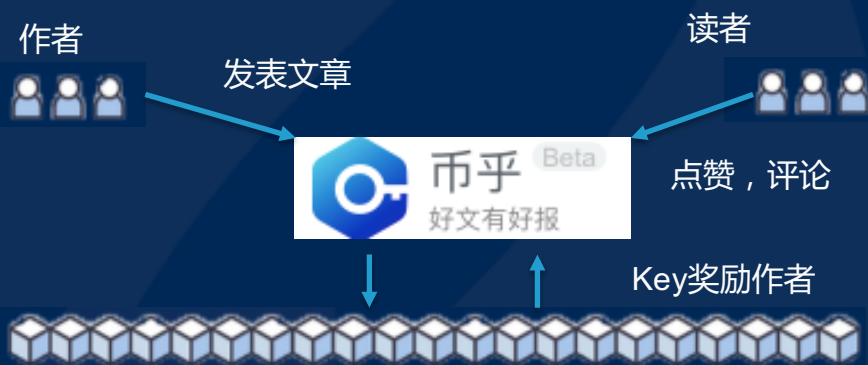 作者
读者
发表文章
币乎 Beta
好文有好报
点赞，评论
Key奖励作者